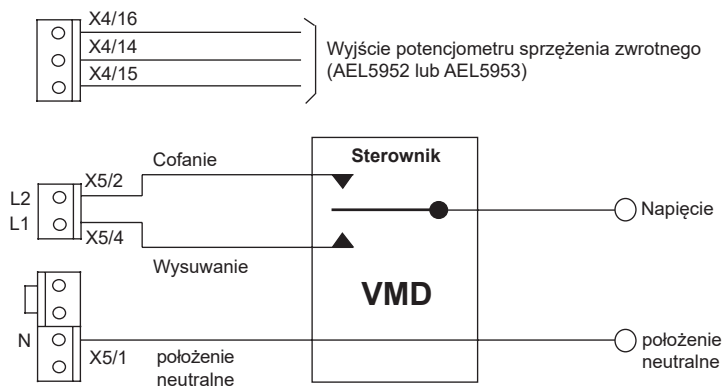 X4/16
X4/14
X4/15
Wyjście potencjometru sprzężenia zwrotnego
(AEL5952 lub AEL5953)
Cofanie
Sterownik
X5/2
L2
L1
Napięcie
X5/4
Wysuwanie
VMD
N
X5/1
położenie
neutralne
położenie
neutralne